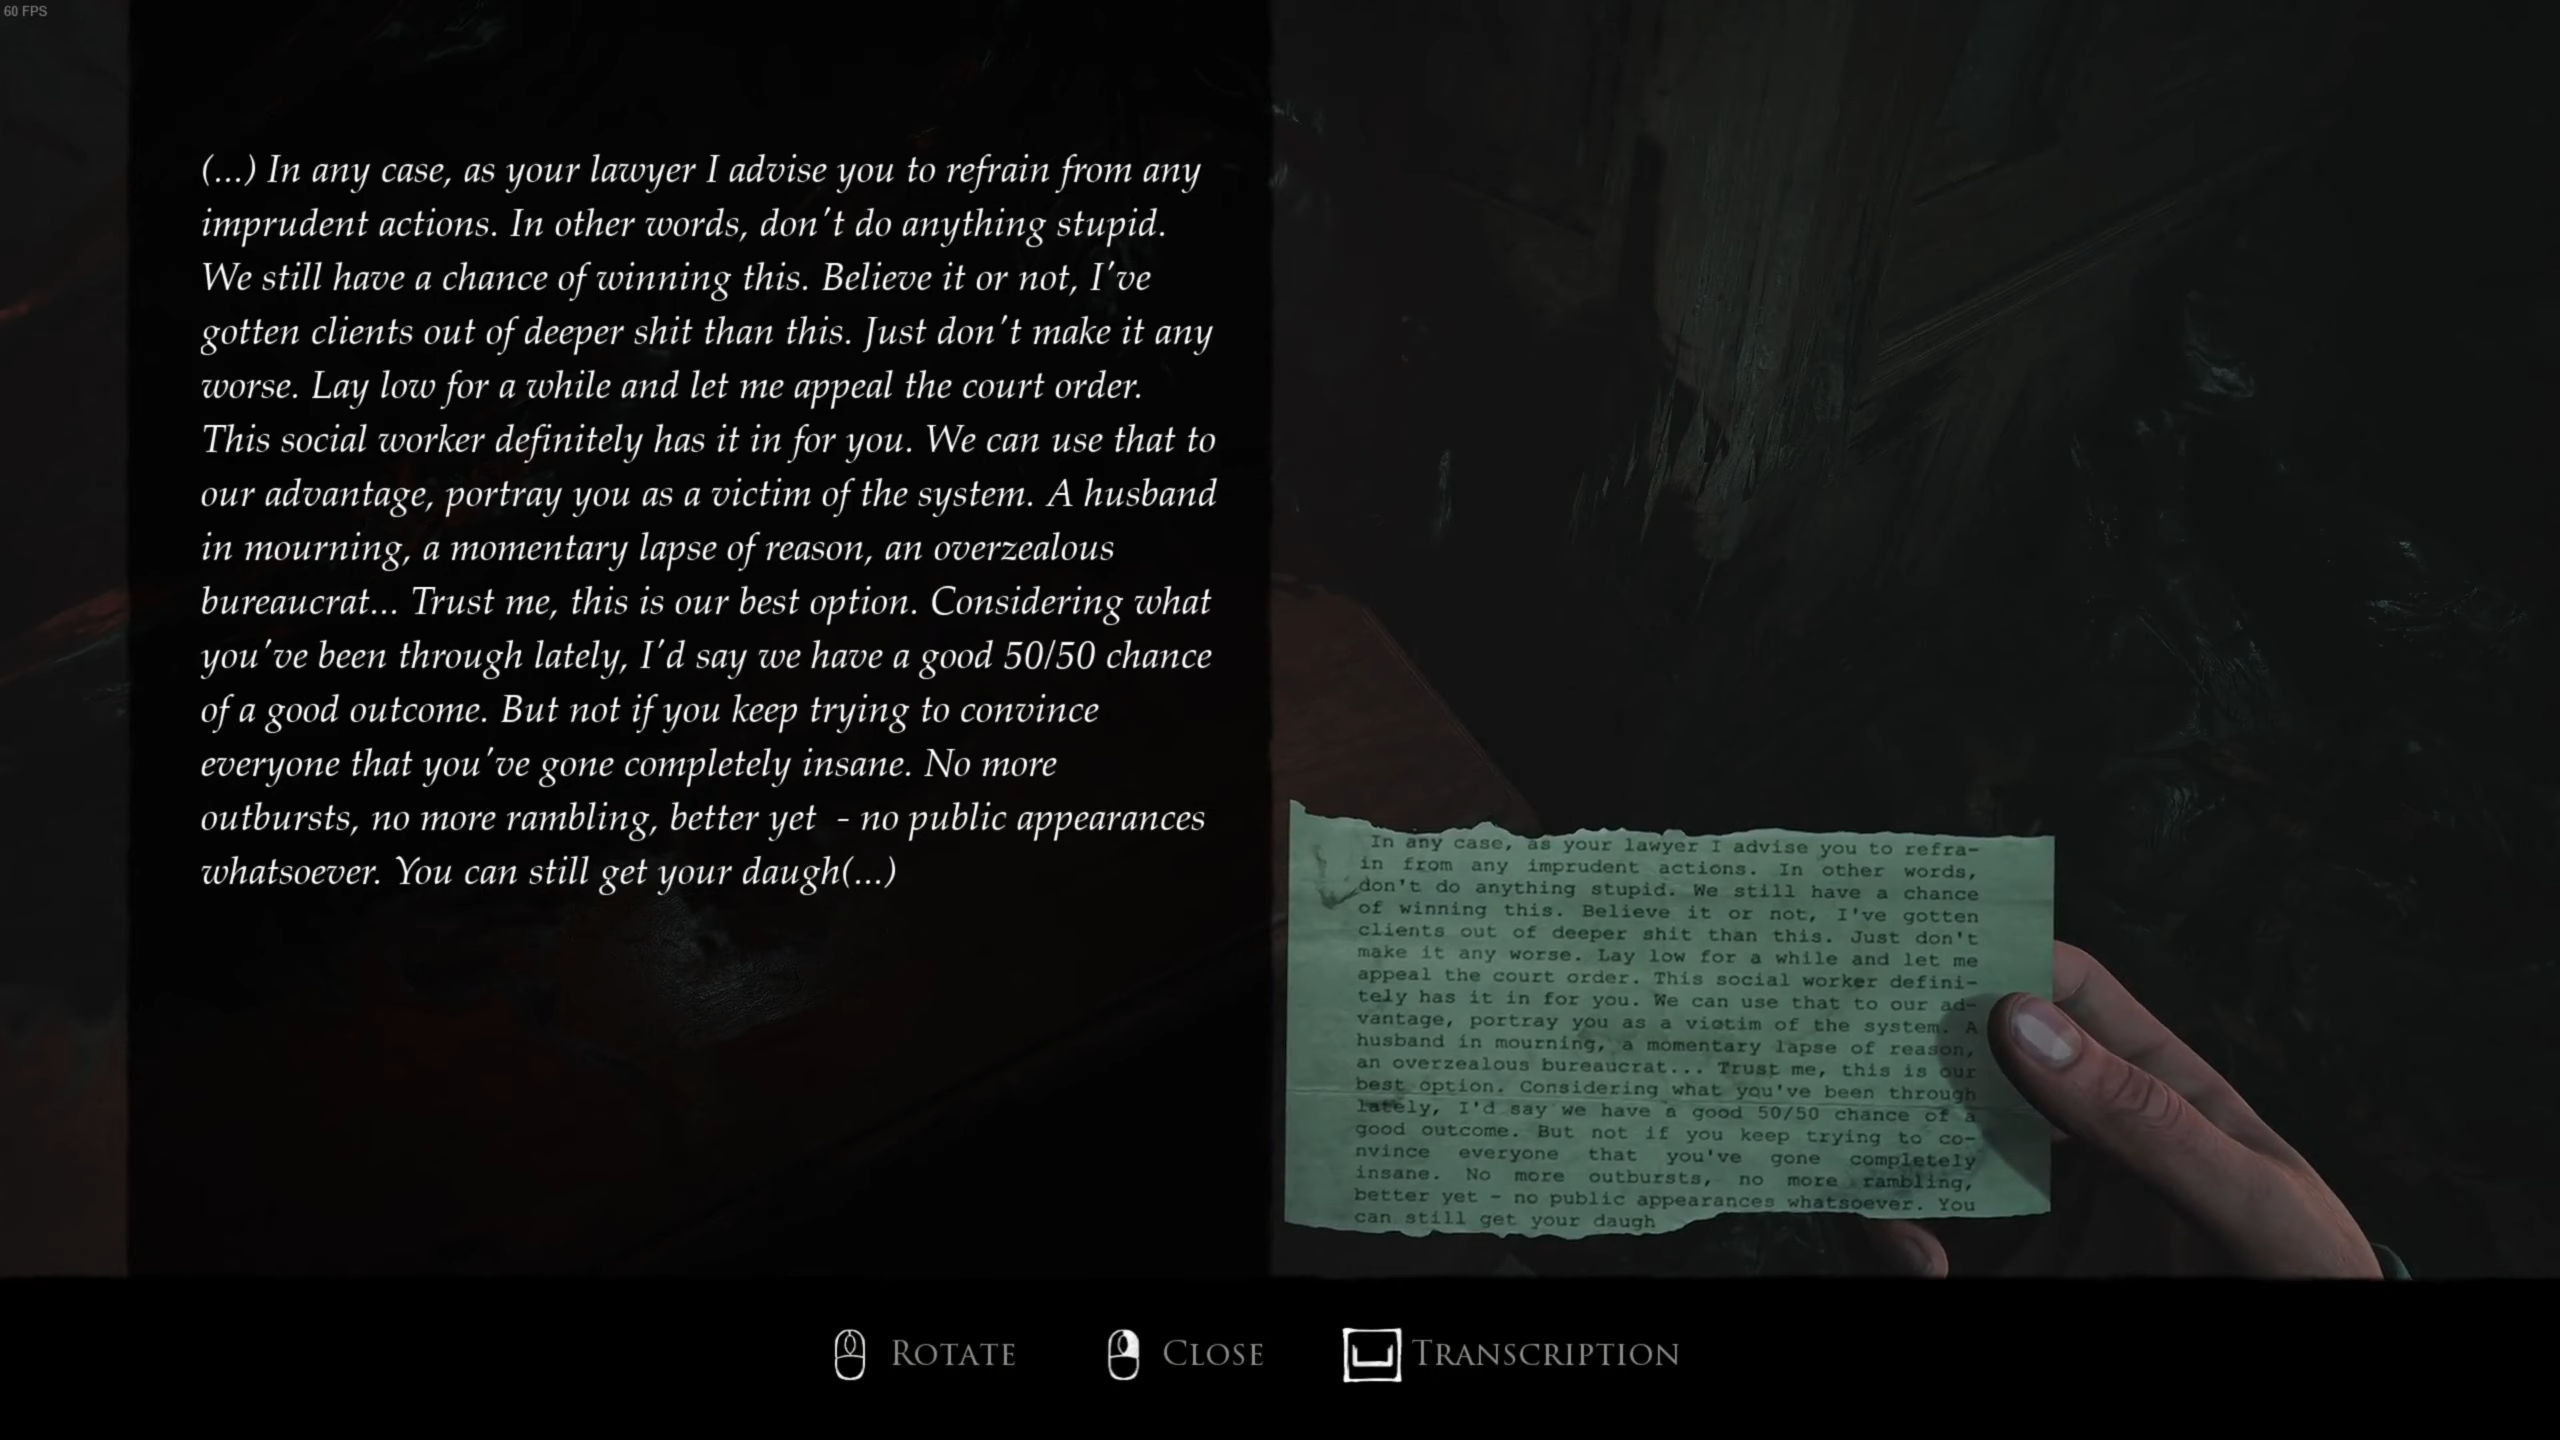 60 FPS
(...) In any case, as your lawyer I advise you to refrain from any
imprudent actions. In other words, don't do anything stupid.
We still have a chance of winning this. Believe it or not, I've
gotten clients out of deeper shit than this. Just don't make it any
worse. Lay low for a while and let me appeal the court order.
This social worker definitely has it in for you. We can use that to
our advantage, portray you as a victim of the system. A husband
in mourning, a momentary lapse of reason, an overzealous
bureaucrat... Trust me, this is our best option. Considering what
you've been through lately, I'd say we have a good 50/50 chance
of a good outcome. But not if you keep trying to convince
everyone that you've gone completely insane. No more
outbursts, no more rambling, better yet  - no public appearances
whatsoever. You can still get your daugh(...)
In any case, as your lawyer I advise you to refra-
in from any imprudent actions. In other words,
don't do anything stupid. We still have a chance
of winning this. Believe it or not, I've gotten
clients out of deeper shit than this. Just don't
make it any worse. Lay low for a while and let me
appeal the court order. This social worker defini-
tely has it in for you. We can use that to our ad-
vantage, portray you as a victim of the system. A
husband in mourning, a momentary lapse of reason,
an overzealous bureaucrat... Trust me, this is our
best option. Considering what you've been through
lately, I'd say we have a good 50/50 chance of a
good outcome. But not if you keep trying to co-
nvince everyone that you've gone completely
insane. No more outbursts, no more rambling,
better yet - no public appearances whatsoever. You
can still get your daugh
ROTATE
CLOSE
TRANSCRIPTION